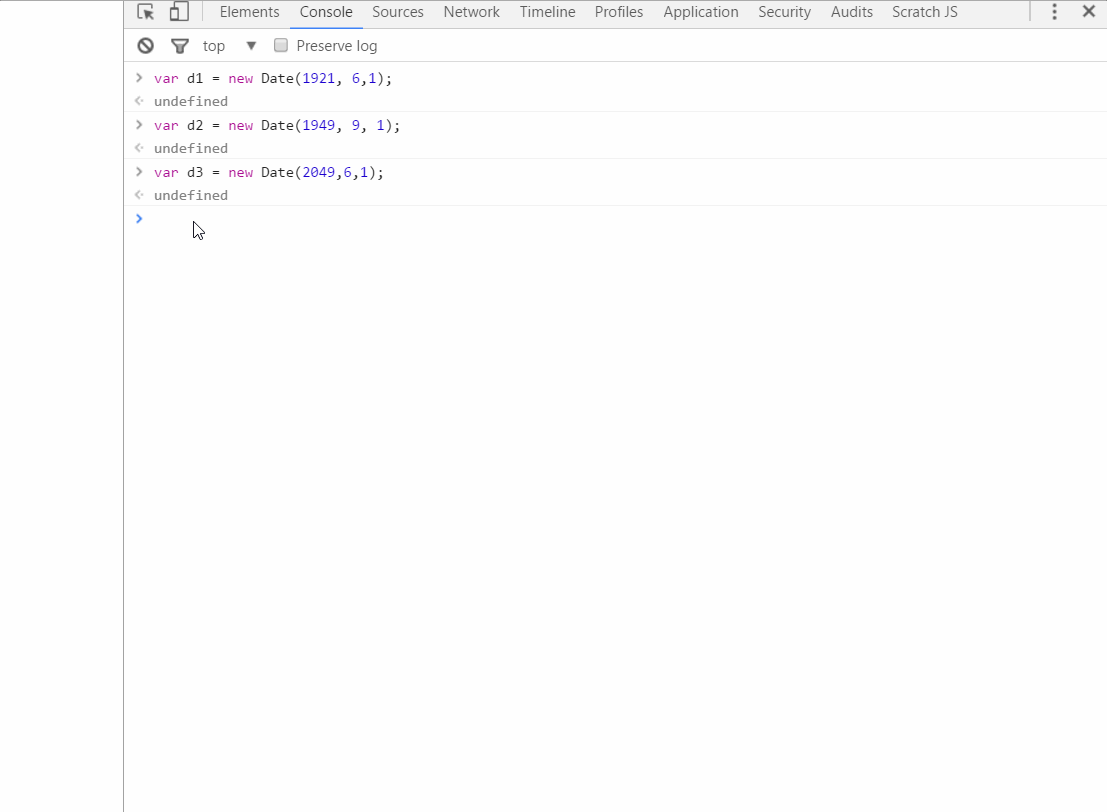 Elements Console Sources Network Timeline Profiles Application Security Audits Scratch JS
top ▼ Preserve log
var d1 = new Date(1921, 6,1);
undefined
var d2 = new Date(1949, 9, 1);
undefined
var d3 = new Date(2049,6,1);
undefined